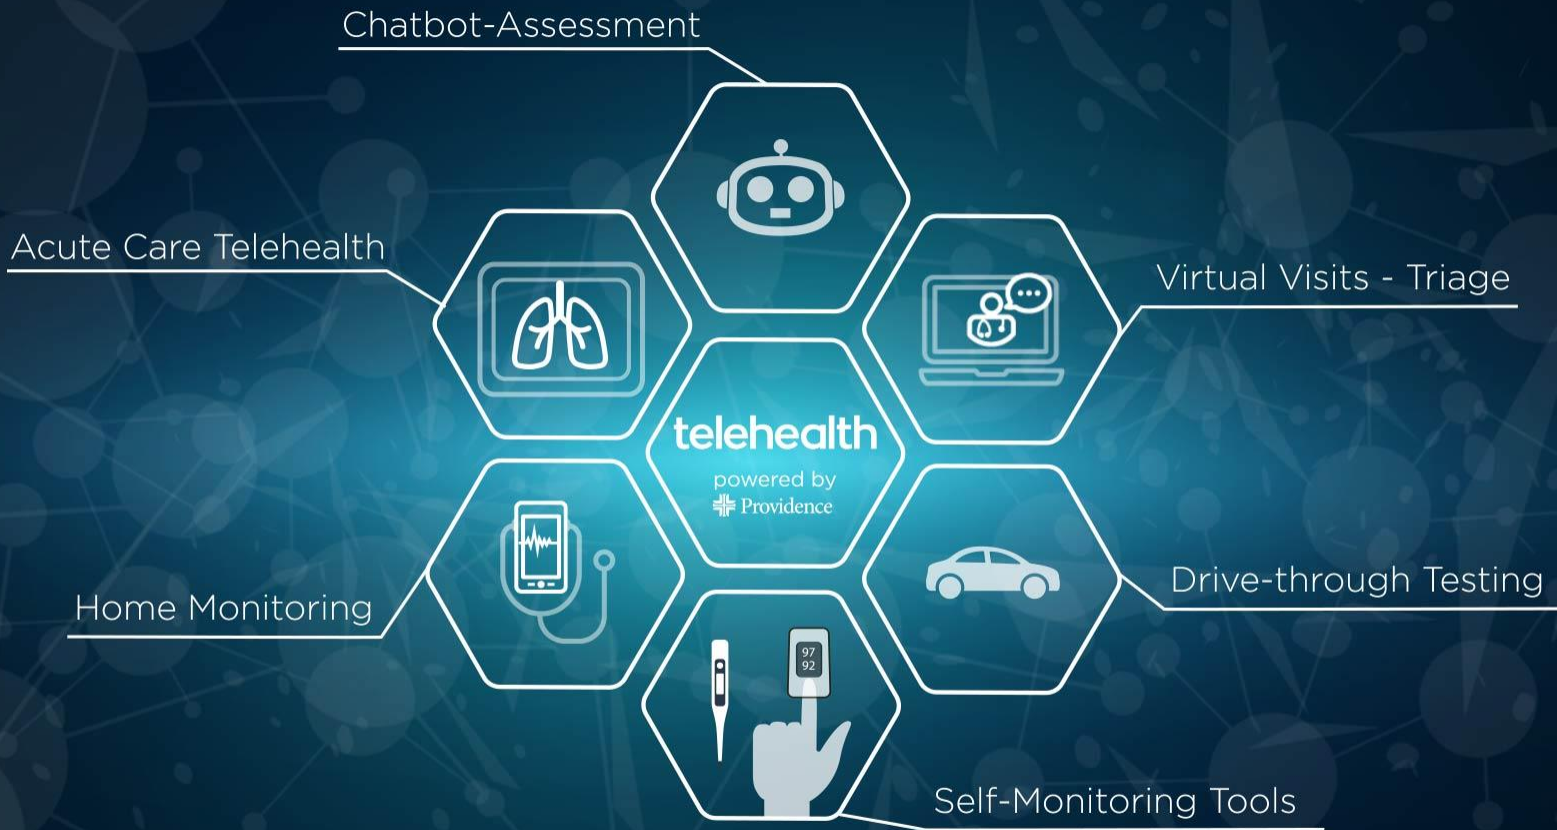 Chatbot-Assessment
Acute Care Telehealth
Virtual Visits - Triage
telehealth
powered by
Providence
Home Monitoring
Drive-through Testing
97
92
Self-Monitoring Tools